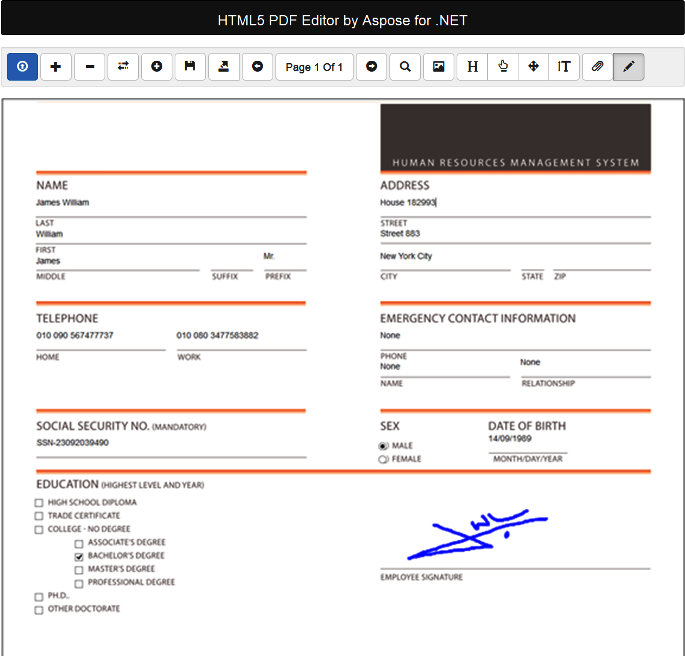 HTML5 PDF Editor by Aspose for .NET
Page 1 Of 1
H
T
HUMAN RESOURCES MANAGEMENT SYSTEM
NAME
James William
LAST
William
FIRST
James
Mr.
MIDDLE
SUFFIX
PREFIX
ADDRESS
House 182993
STREET
Street 883
New York City
CITY
STATE
ZIP
TELEPHONE
010 090 567477737
010 080 3477583882
HOME
WORK
EMERGENCY CONTACT INFORMATION
None
PHONE
None
None
NAME
RELATIONSHIP
SOCIAL SECURITY NO. (MANDATORY)
SSN-23092039490
SEX
MALE
FEMALE
DATE OF BIRTH
14/09/1989
MONTH/DAY/YEAR
EDUCATION (HIGHEST LEVEL AND YEAR)
HIGH SCHOOL DIPLOMA
TRADE CERTIFICATE
COLLEGE - NO DEGREE
ASSOCIATE'S DEGREE
BACHELOR'S DEGREE
MASTER'S DEGREE
PROFESSIONAL DEGREE
PH.D..
OTHER DOCTORATE
EMPLOYEE SIGNATURE